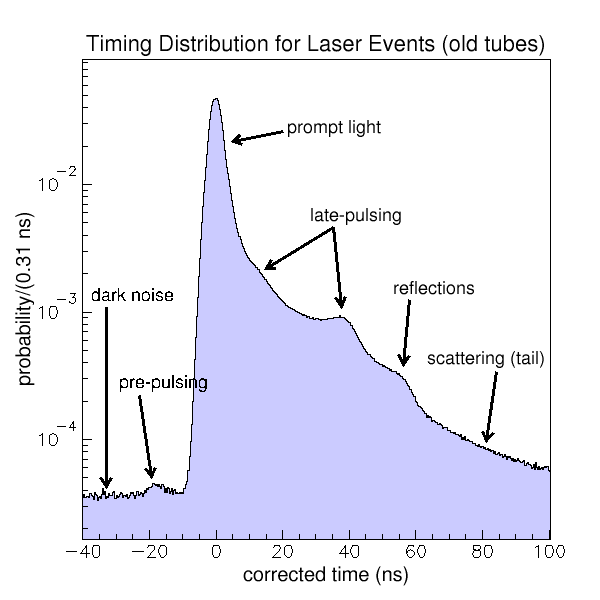 Timing Distribution for Laser Events (old tubes)
prompt light
10⁻²
late-pulsing
probability/(0.31 ns)
reflections
dark noise
10⁻³
scattering (tail)
pre-pulsing
10⁻⁴
−40 −20 0 20 40 60 80 100
corrected time (ns)